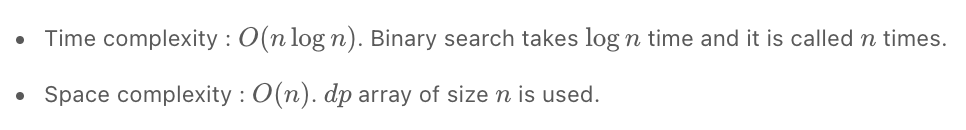 • Time complexity : O(n log n). Binary search takes log n time and it is called n times.
• Space complexity : O(n). dp array of size n is used.